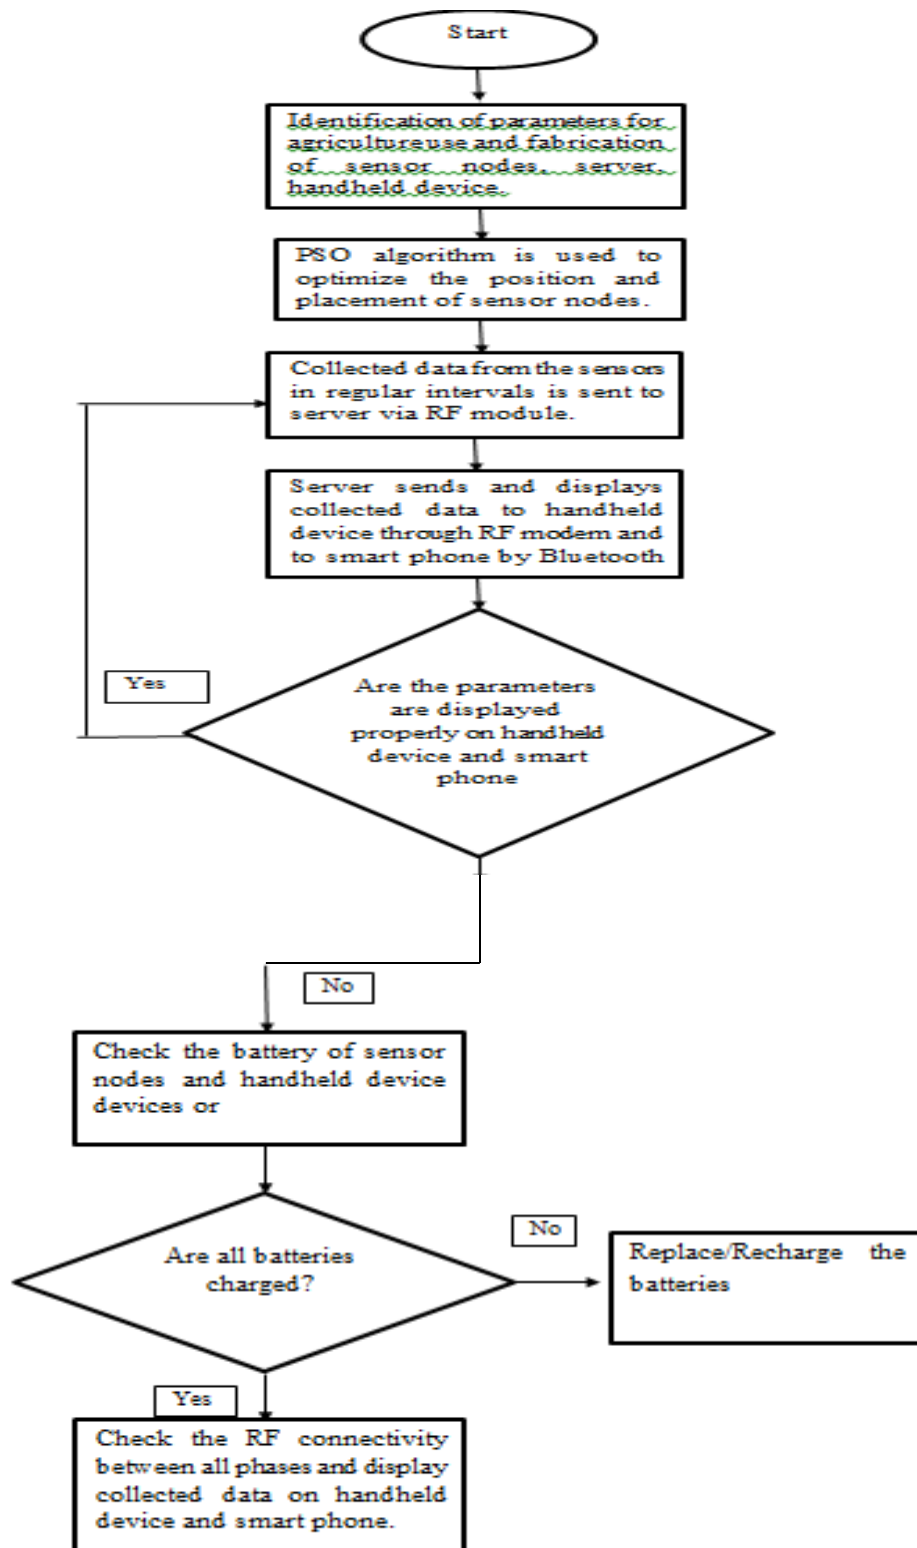 Start
Identification of parameters for
agriculture use and fabrication
of sensor nodes, server,
handheld device.
PSO algorithm is used to
optimize the position and
placement of sensor nodes.
Collected data from the sensors
in regular intervals is sent to
server via RF module.
Server sends and displays
collected data to handheld
device through RF modem and
to smart phone by Bluetooth
Yes
Are the parameters
are displayed
properly on handheld
device and smart
phone
No
Check the battery of sensor
nodes and handheld device
devices or
Are all batteries
charged?
No
Replace/Recharge the
batteries
Yes
Check the RF connectivity
between all phases and display
collected data on handheld
device and smart phone.